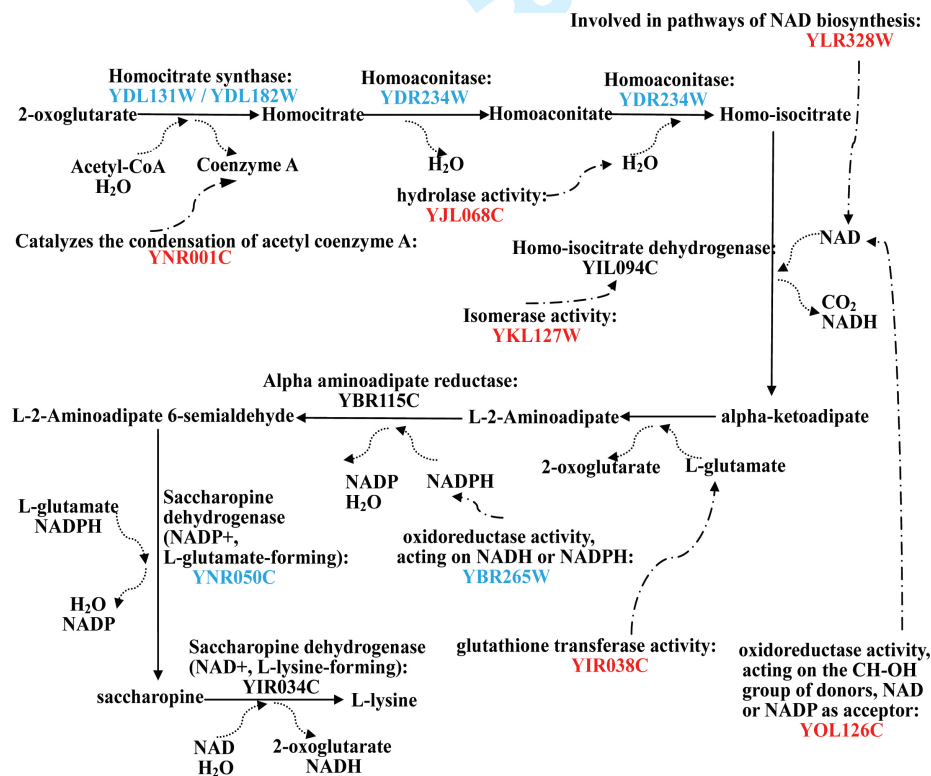 Involved in pathways of NAD biosynthesis:
YLR328W
Homocitrate synthase:
YDL131W / YDL182W
Homoaconitase:
YDR234W
Homoaconitase:
YDR234W
2-oxoglutarate
Homocitrate
Homoaconitate
Homo-isocitrate
Acetyl-CoA
H₂O
Coenzyme A
H₂O
H₂O
hydrolase activity:
YJL068C
Catalyzes the condensation of acetyl coenzyme A:
YNR001C
Homo-isocitrate dehydrogenase:
YIL094C
NAD
CO₂
NADH
Isomerase activity:
YKL127W
Alpha aminoadipate reductase:
YBR115C
L-2-Aminoadipate 6-semialdehyde
L-2-Aminoadipate
alpha-ketoadipate
NADP
H₂O
NADPH
2-oxoglutarate
L-glutamate
L-glutamate
NADPH
Saccharopine
dehydrogenase
(NADP+,
L-glutamate-forming):
YNR050C
oxidoreductase activity,
acting on NADH or NADPH:
YBR265W
H₂O
NADP
glutathione transferase activity:
YIR038C
oxidoreductase activity,
acting on the CH-OH
group of donors, NAD
or NADP as acceptor:
YOL126C
Saccharopine dehydrogenase
(NAD+, L-lysine-forming):
YIR034C
saccharopine
L-lysine
NAD
H₂O
2-oxoglutarate
NADH